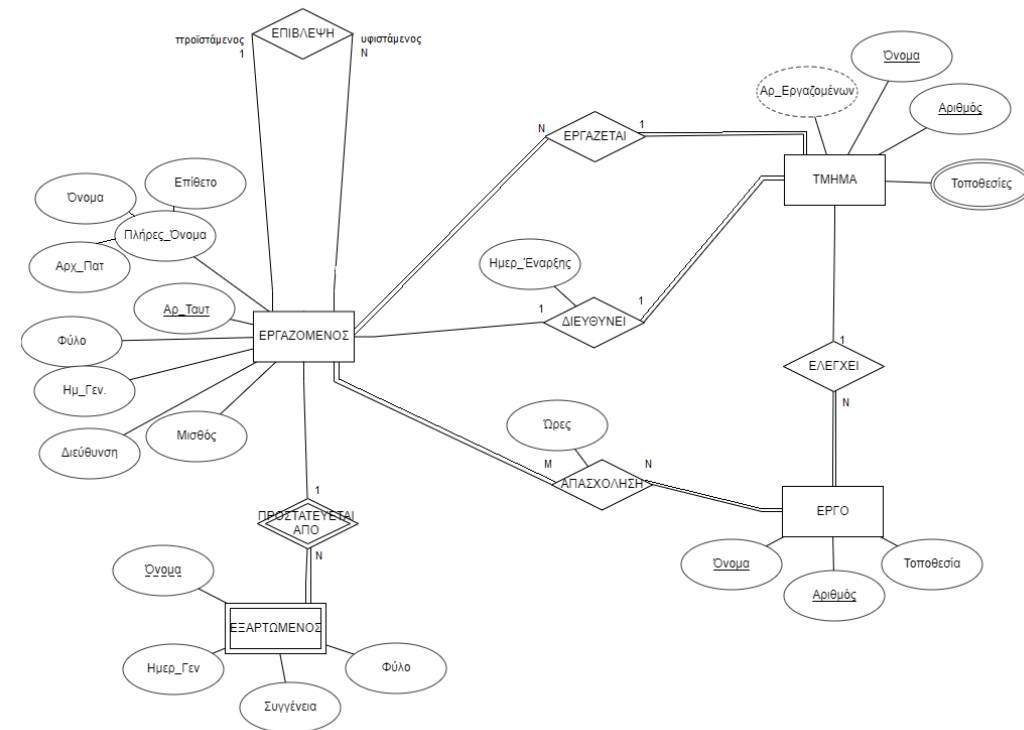 ΕΠΙΒΛΕΨΗ
προϊστάμενος
1
υφιστάμενος
N
Όνομα
Αρ_Εργαζομένων
Αριθμός
N
ΕΡΓΑΖΕΤΑΙ
1
ΤΜΗΜΑ
Τοποθεσίες
Επίθετο
Όνομα
Πλήρες_Όνομα
Αρχ_Πατ
Ημερ_Έναρξης
Αρ_Ταυτ
1
ΔΙΕΥΘΥΝΕΙ
1
ΕΡΓΑΖΟΜΕΝΟΣ
Φύλο
1
ΕΛΕΓΧΕΙ
N
Ημ_Γεν.
Μισθός
Διεύθυνση
Ώρες
M
ΑΠΑΣΧΟΛΗΣΗ
N
1
ΠΡΟΣΤΑΤΕΥΕΤΑΙ
ΑΠΟ
N
ΕΡΓΟ
Όνομα
Αριθμός
Τοποθεσία
Όνομα
ΕΞΑΡΤΩΜΕΝΟΣ
Ημερ_Γεν
Συγγένεια
Φύλο